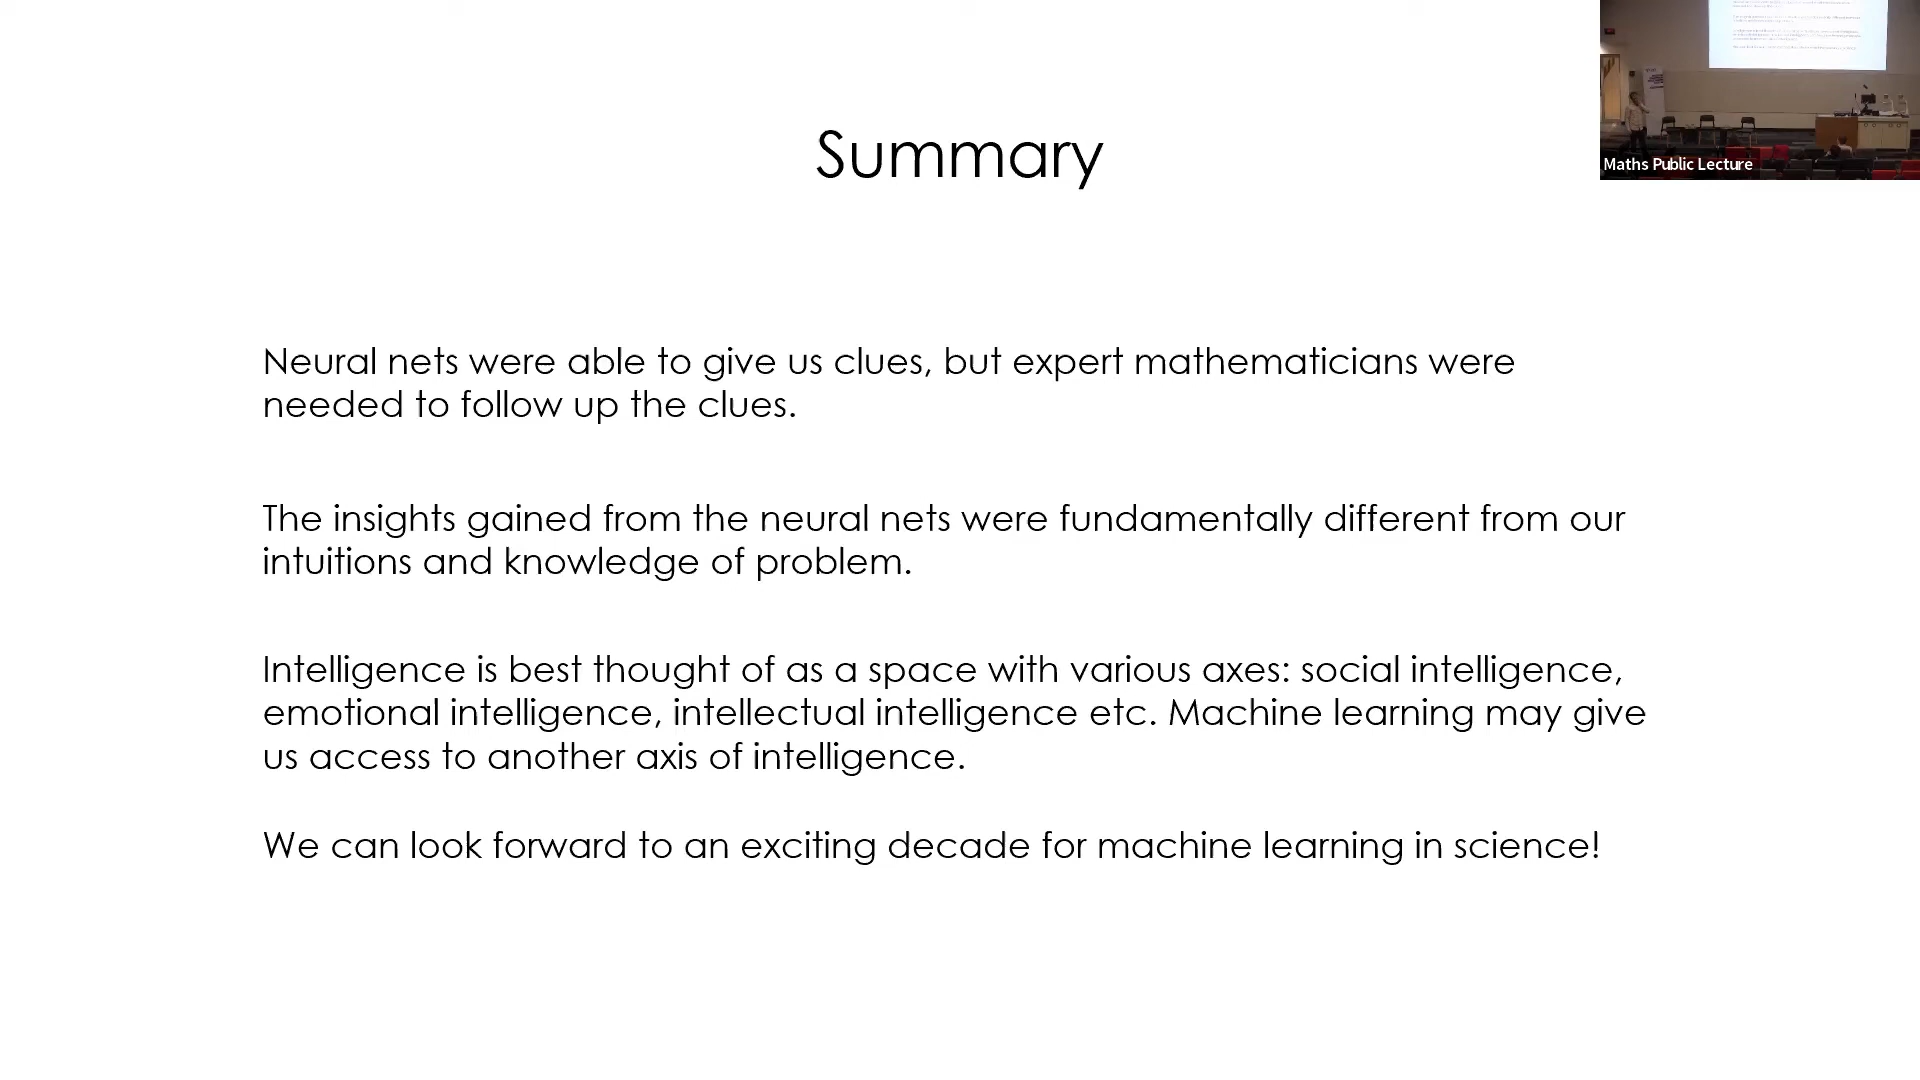 Summary
Maths Public Lecture
Neural nets were able to give us clues, but expert mathematicians were
needed to follow up the clues.
The insights gained from the neural nets were fundamentally different from our
intuitions and knowledge of problem.
Intelligence is best thought of as a space with various axes: social intelligence,
emotional intelligence, intellectual intelligence etc. Machine learning may give
us access to another axis of intelligence.
We can look forward to an exciting decade for machine learning in science!